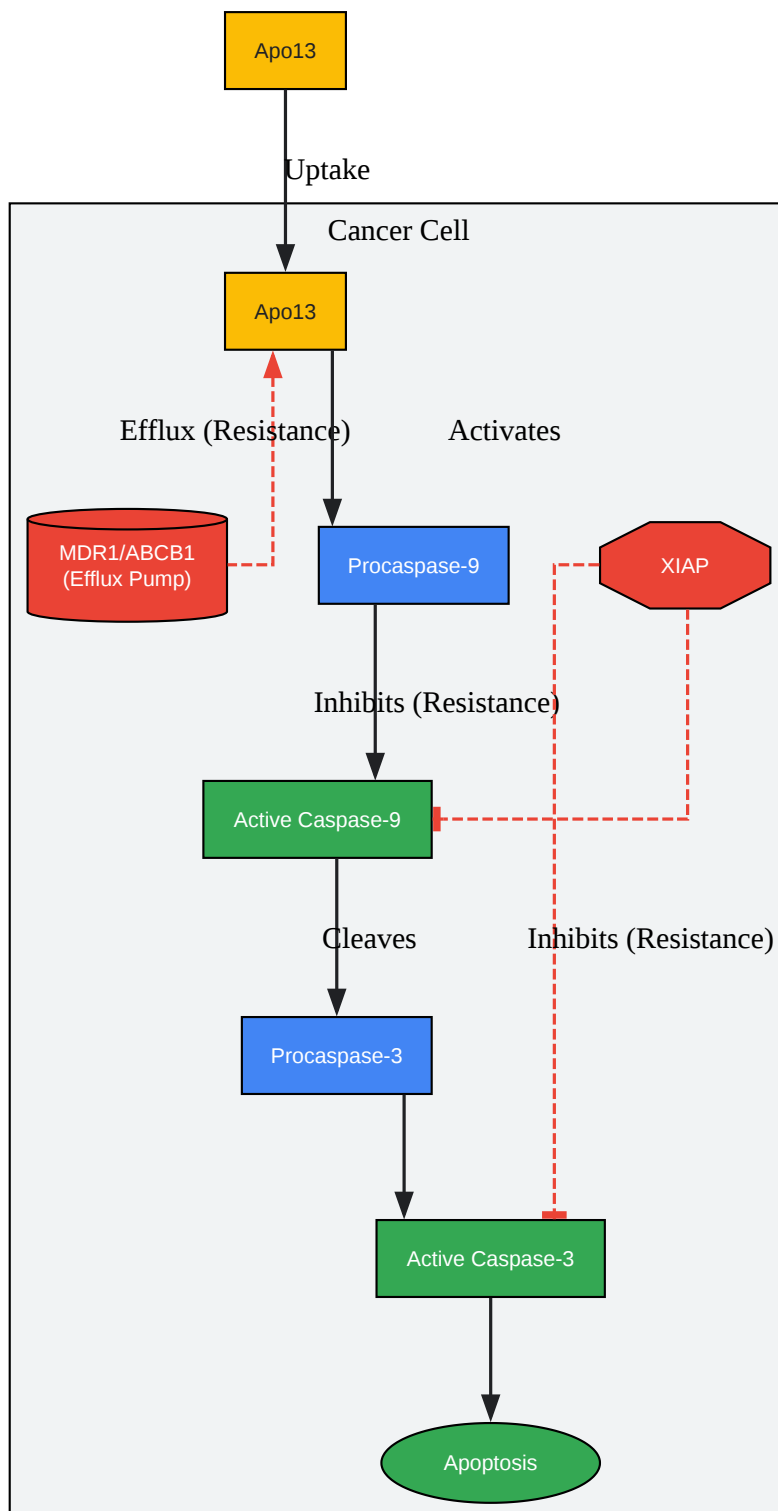 Apo13
Uptake
Cancer Cell
Apo13
Efflux (Resistance)
Activates
MDR1/ABCB1
(Efflux Pump)
Procaspase-9
XIAP
Inhibits (Resistance)
Active Caspase-9
Cleaves
Inhibits (Resistance)
Procaspase-3
Active Caspase-3
Apoptosis